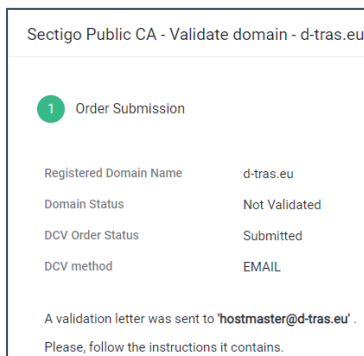 Sectigo Public CA - Validate domain - d-tras.eu
1 Order Submission
Registered Domain Name d-tras.eu
Domain Status Not Validated
DCV Order Status Submitted
DCV method EMAIL
A validation letter was sent to 'hostmaster@d-tras.eu' .
Please, follow the instructions it contains.